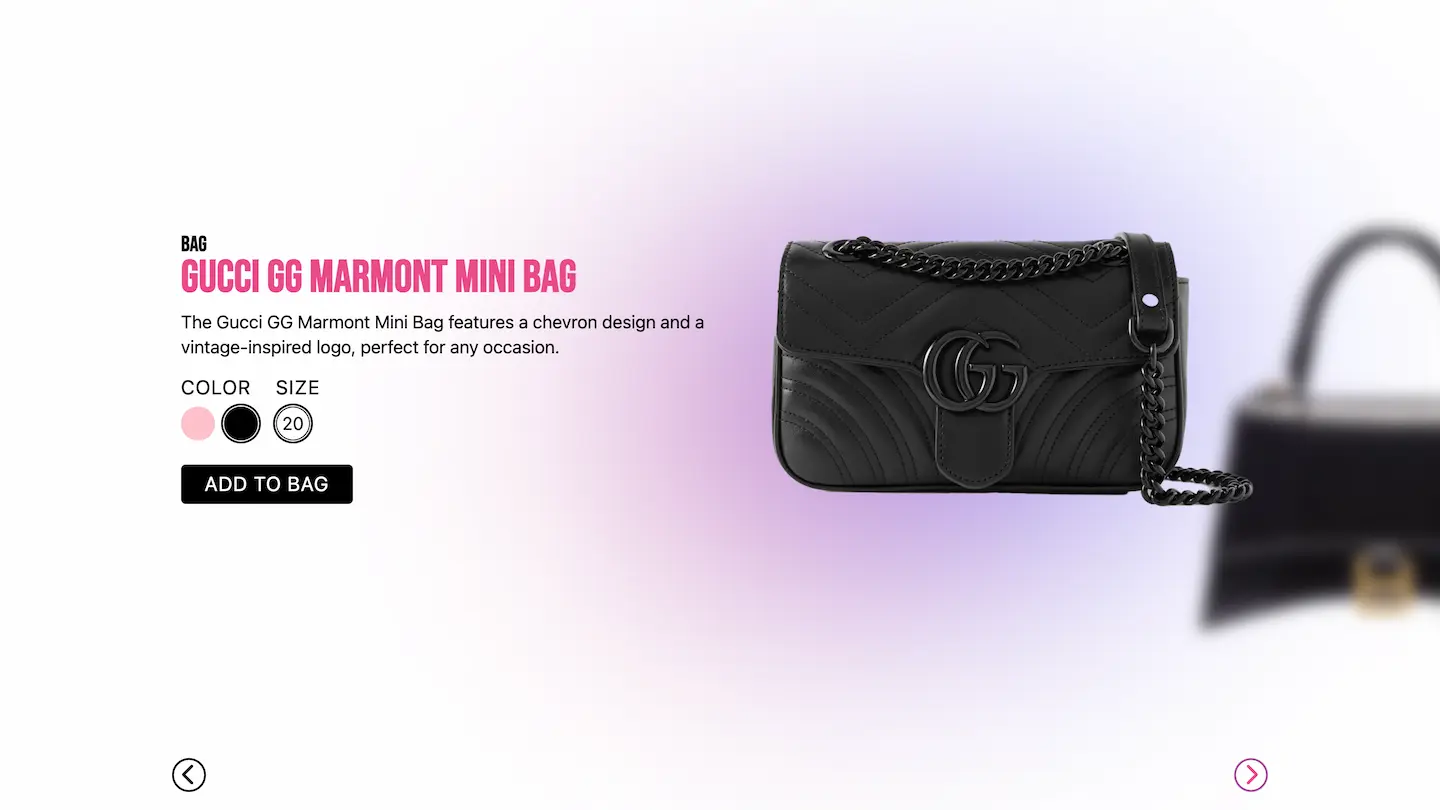 BAG
GUCCI GG MARMONT MINI BAG
The Gucci GG Marmont Mini Bag features a chevron design and a
vintage-inspired logo, perfect for any occasion.
COLOR SIZE
20
ADD TO BAG
GG